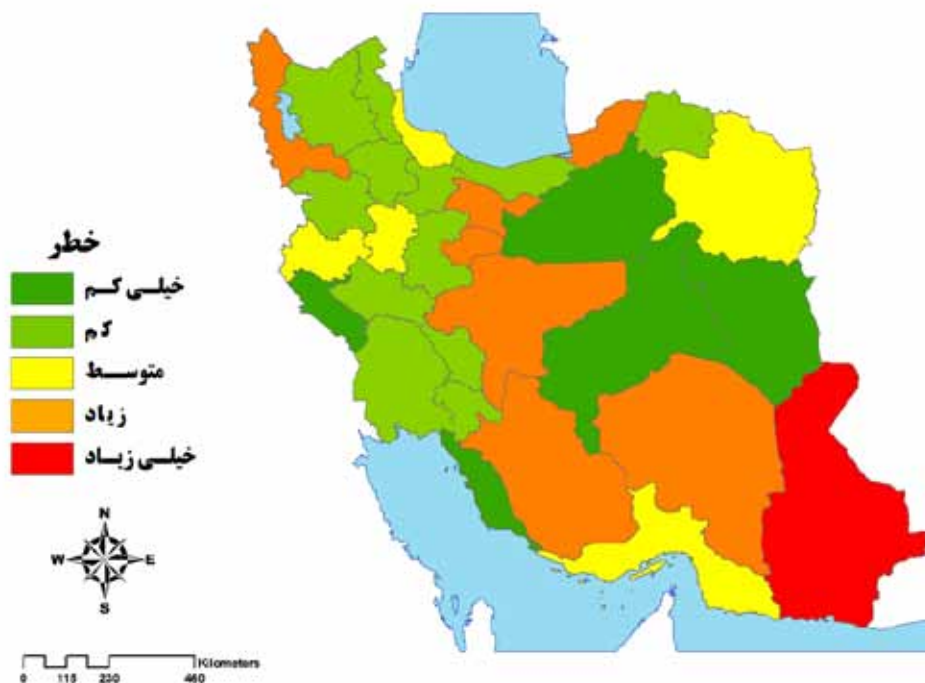 خطر
خیلی کم
کم
متوسط
زیاد
خیلی زیاد
N
W E
S
Kilometers
0 115 230 460